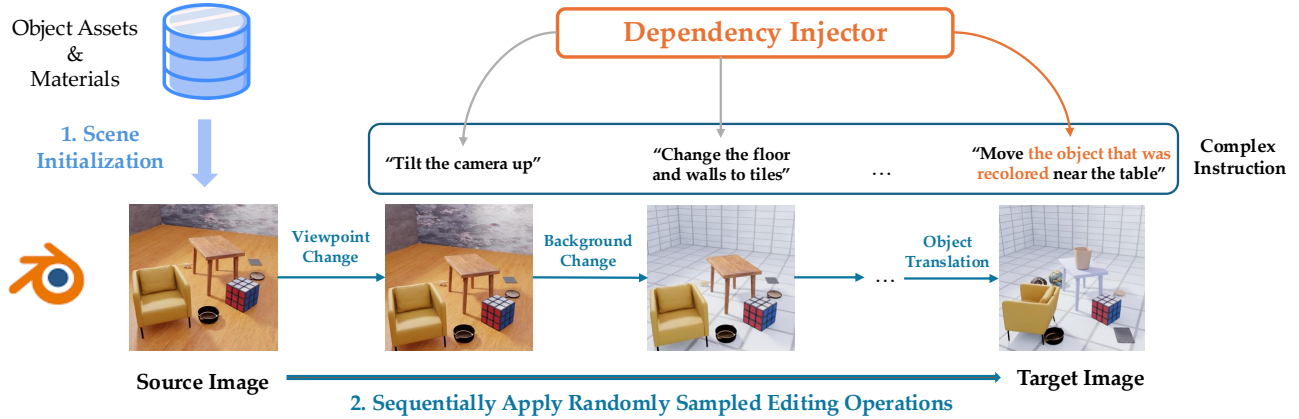 Object Assets
&
Materials
Dependency Injector
1. Scene
Initialization
“Tilt the camera up”
“Change the floor
and walls to tiles”
...
“Move the object that was
recolored near the table”
Complex
Instruction
Viewpoint
Change
Background
Change
...
Object
Translation
Source Image
Target Image
2. Sequentially Apply Randomly Sampled Editing Operations